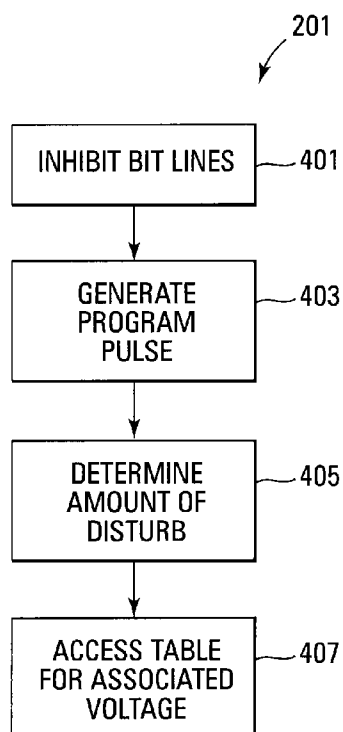 201
INHIBIT BIT LINES
401
GENERATE
PROGRAM
PULSE
403
DETERMINE
AMOUNT OF
DISTURB
405
ACCESS TABLE
FOR ASSOCIATED
VOLTAGE
407